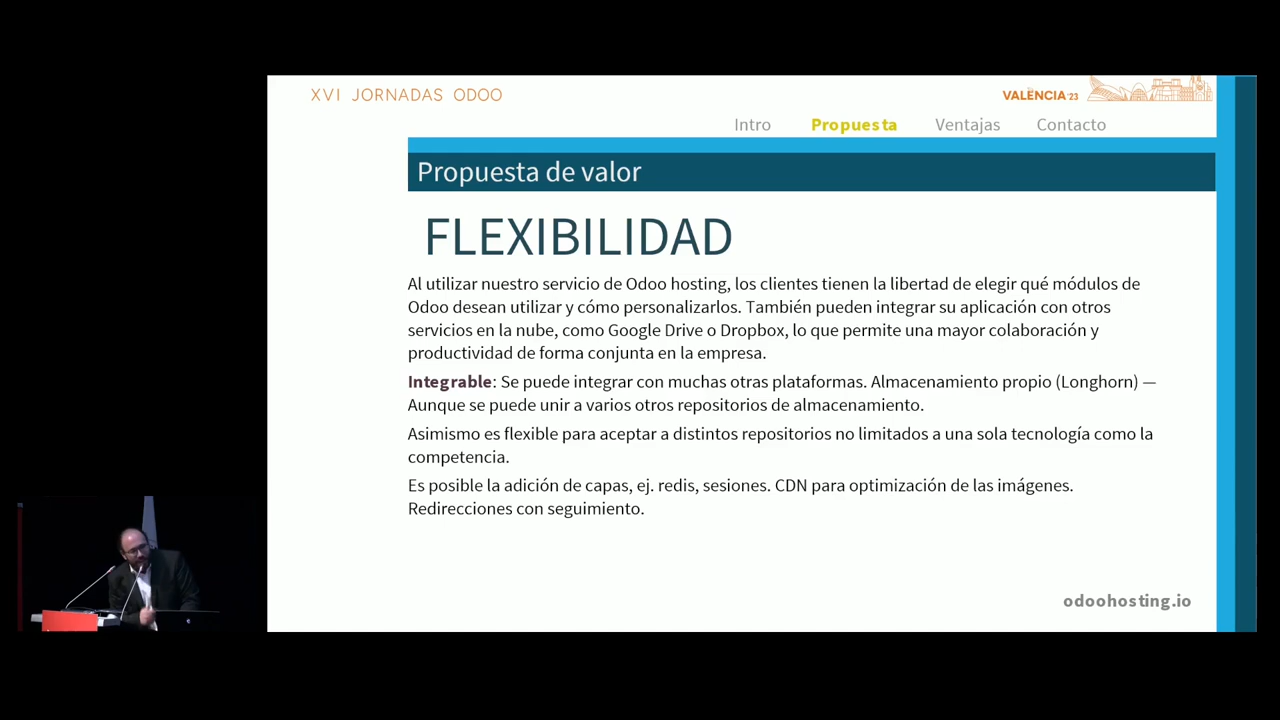 XVI JORNADAS ODOO
VALÈNCIA '23
Intro Propuesta Ventajas Contacto
Propuesta de valor
FLEXIBILIDAD
Al utilizar nuestro servicio de Odoo hosting, los clientes tienen la libertad de elegir qué módulos de
Odoo desean utilizar y cómo personalizarlos. También pueden integrar su aplicación con otros
servicios en la nube, como Google Drive o Dropbox, lo que permite una mayor colaboración y
productividad de forma conjunta en la empresa.
Integrable: Se puede integrar con muchas otras plataformas. Almacenamiento propio (Longhorn) —
Aunque se puede unir a varios otros repositorios de almacenamiento.
Asimismo es flexible para aceptar a distintos repositorios no limitados a una sola tecnología como la
competencia.
Es posible la adición de capas, ej. redis, sesiones. CDN para optimización de las imágenes.
Redirecciones con seguimiento.
odoohosting.io